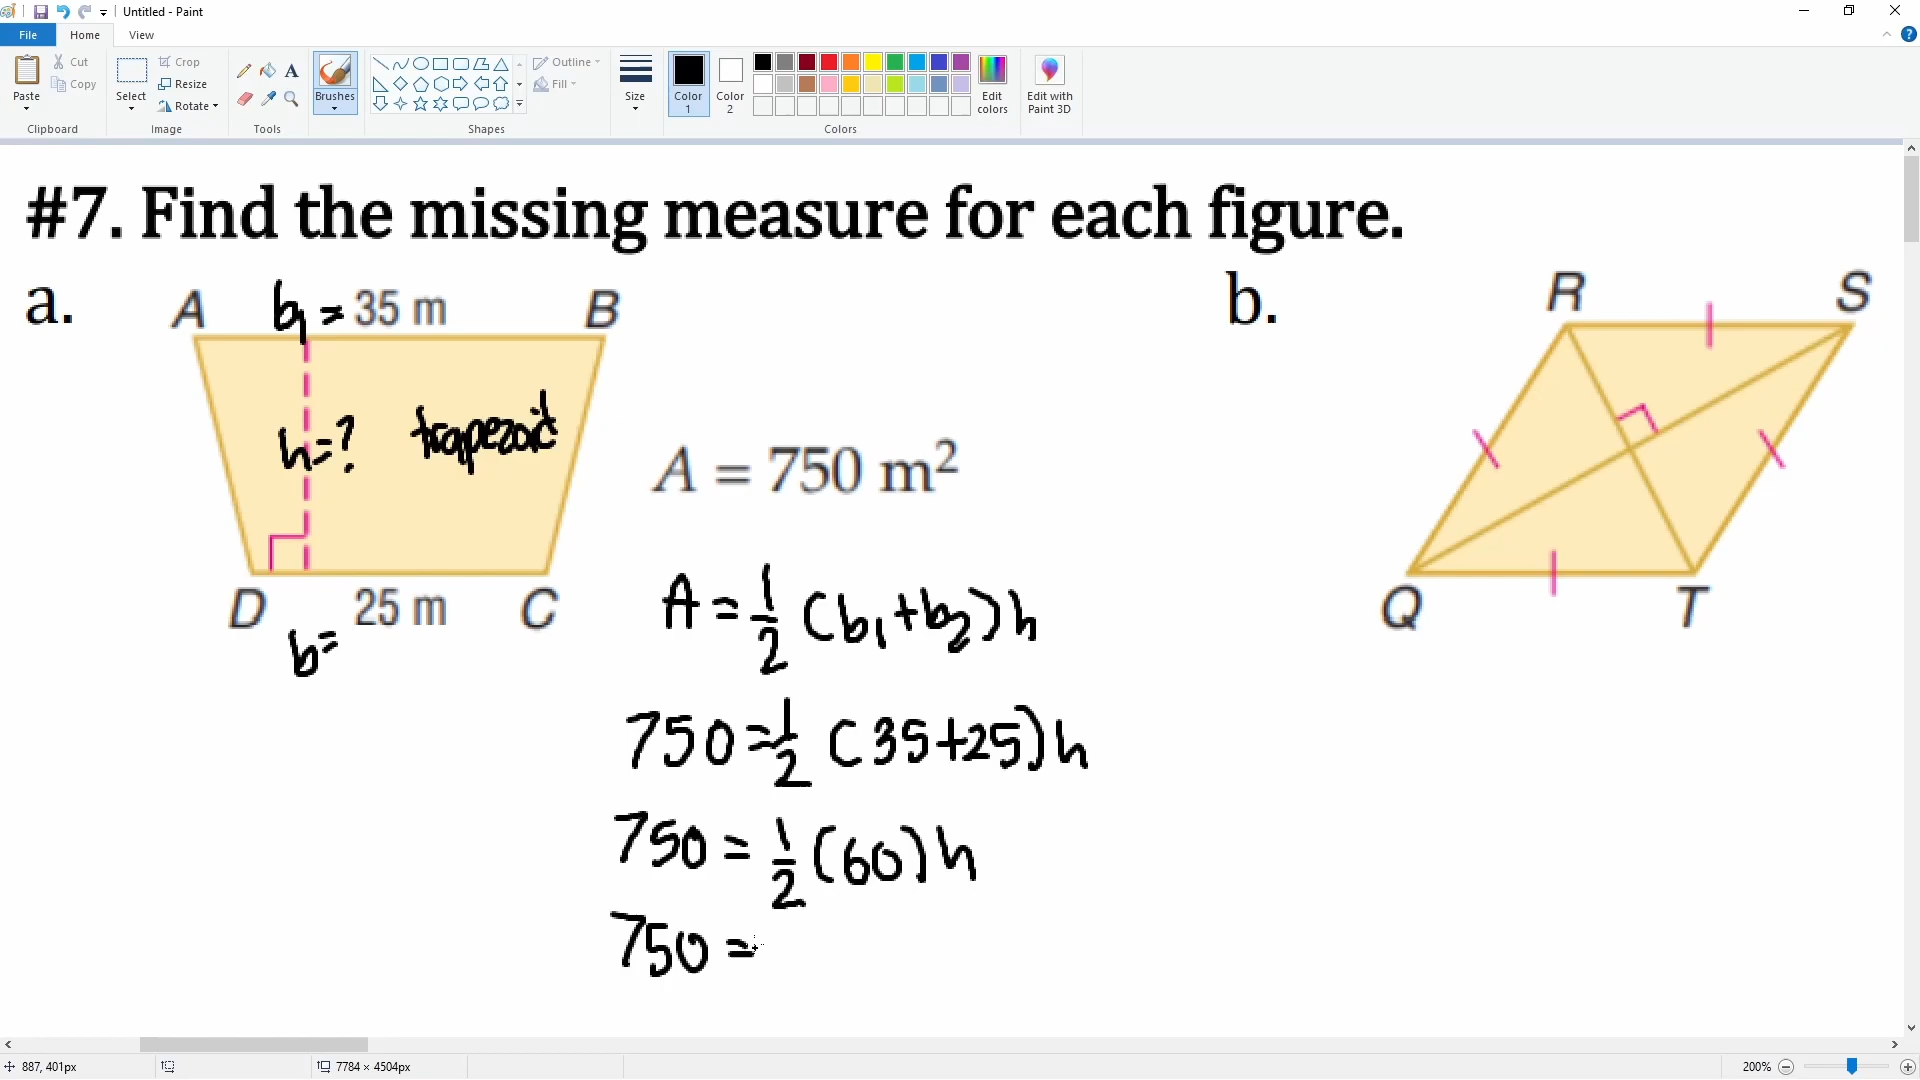 Untitled - Paint
File
Home
View
Paste
Cut
Copy
Clipboard
Select
Crop
Resize
Rotate
Image
A
Tools
Brushes
Outline
Fill
Shapes
Size
Color 1
Color 2
Edit colors
Edit with Paint 3D
Colors
?
#7. Find the missing measure for each figure.
a.
A
b₁ = 35 m
B
h=?
trapezoid
D
25 m
C
b=
A = 750 m²
A = 1/2 (b₁+b₂)h
750 = 1/2 (35+25)h
750 = 1/2 (60)h
750 =
b.
R
S
Q
T
887, 401px
7784 × 4504px
200%